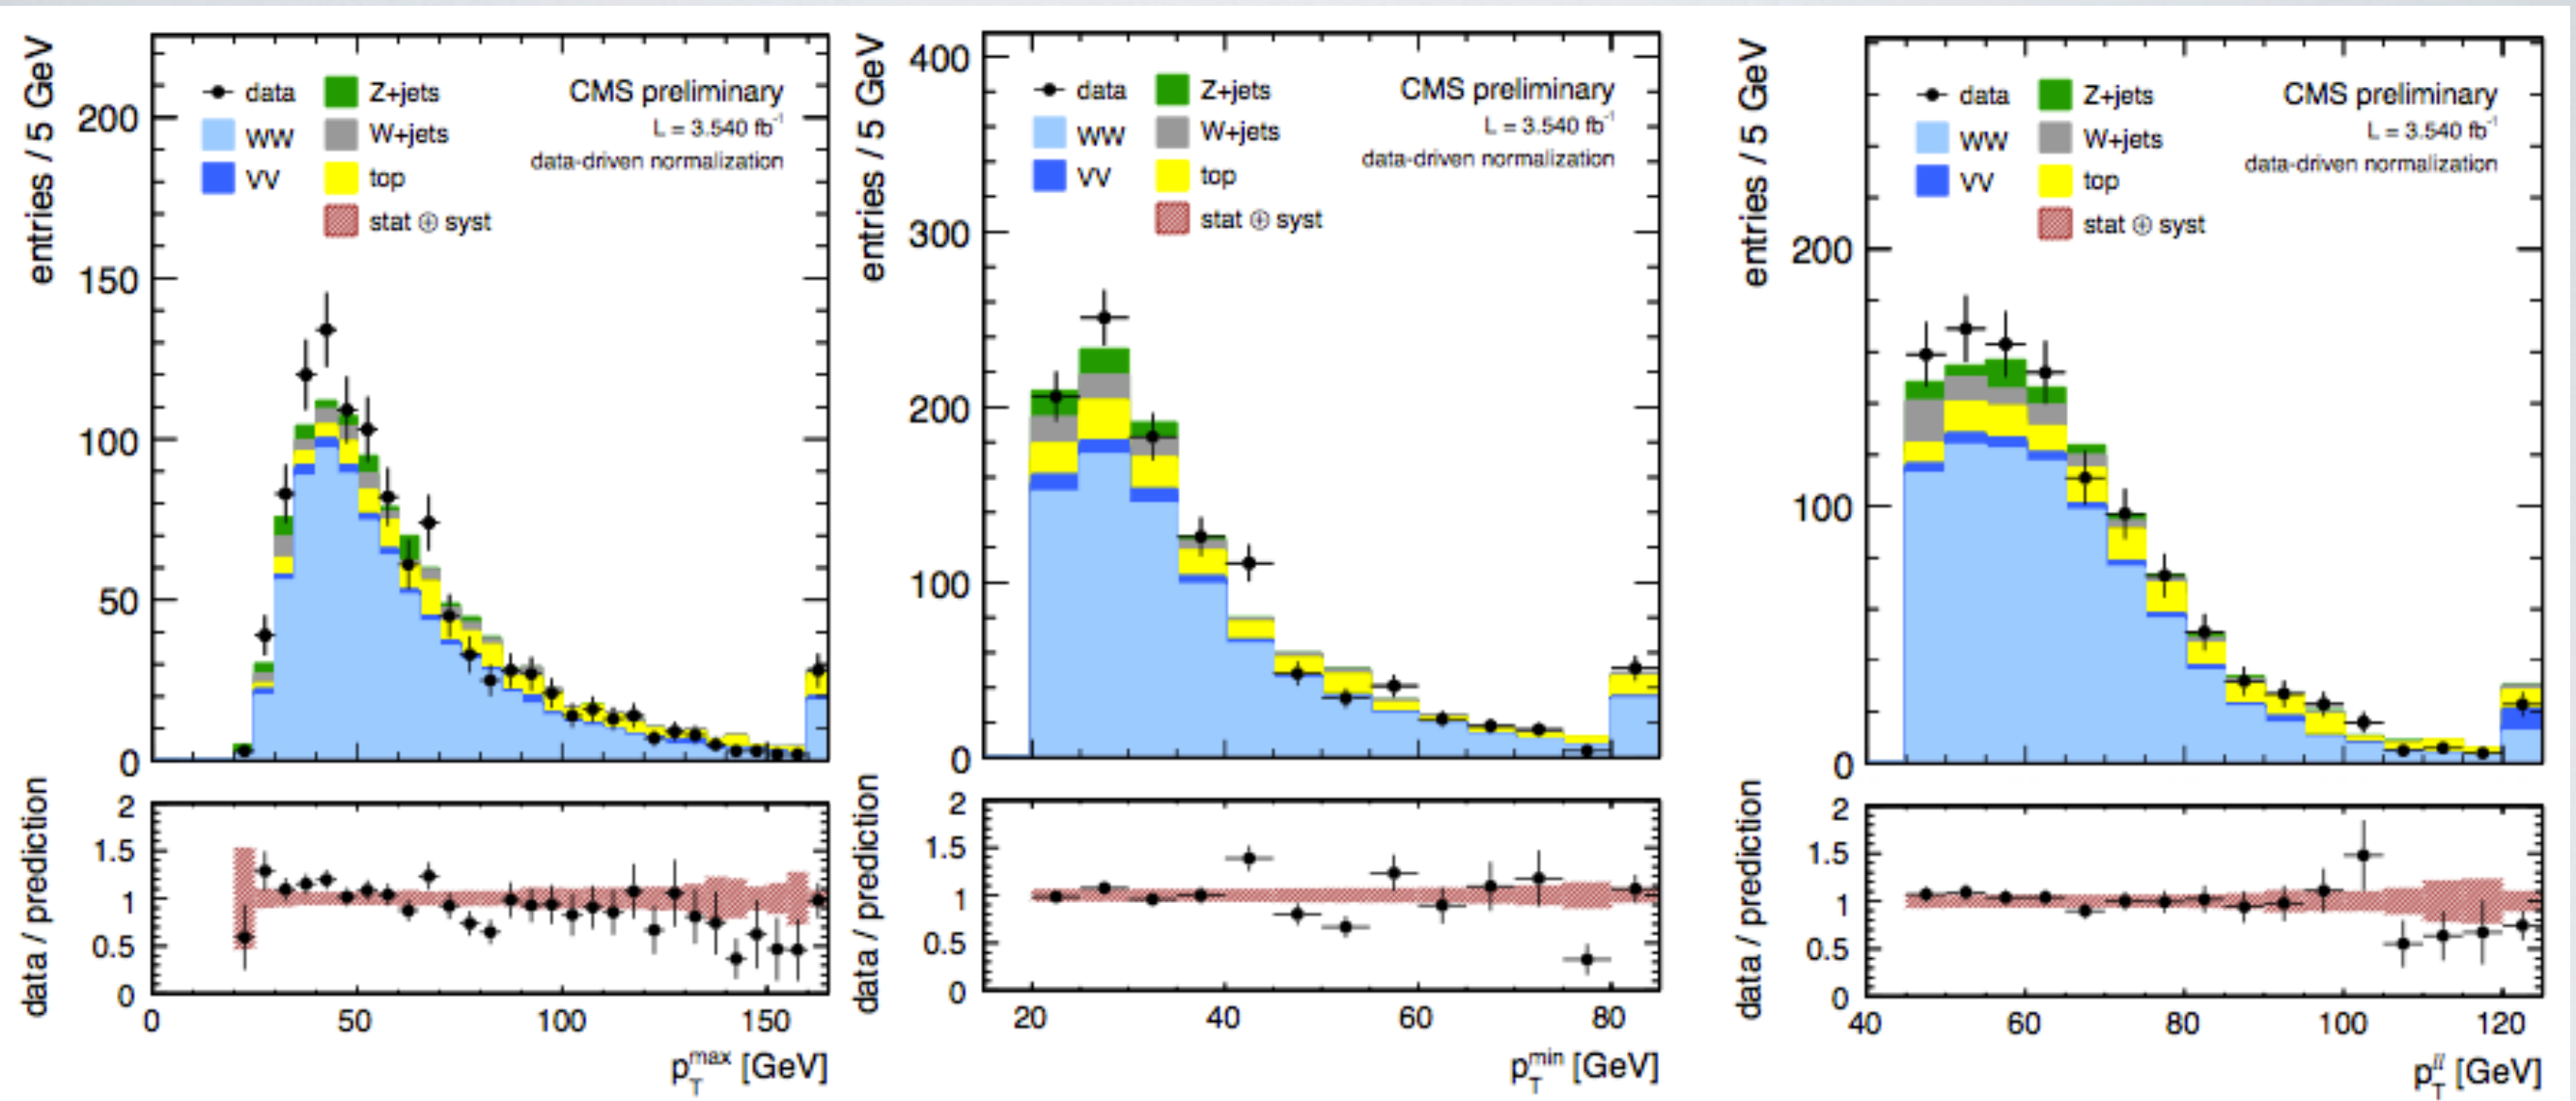 entries / 5 GeV
200
150
100
50
0
data
Z+jets
WW
W+jets
VV
top
stat ⊕ syst
CMS preliminary
L = 3.540 fb⁻¹
data-driven normalization
data / prediction
2
1.5
1
0.5
0
0 50 100 150
p_T^max [GeV]
entries / 5 GeV
400
300
200
100
0
data
Z+jets
WW
W+jets
VV
top
stat ⊕ syst
CMS preliminary
L = 3.540 fb⁻¹
data-driven normalization
data / prediction
2
1.5
1
0.5
0
20 40 60 80
p_T^min [GeV]
entries / 5 GeV
200
100
0
data
Z+jets
WW
W+jets
VV
top
stat ⊕ syst
CMS preliminary
L = 3.540 fb⁻¹
data-driven normalization
data / prediction
2
1.5
1
0.5
0
40 60 80 100 120
p_T^ll [GeV]